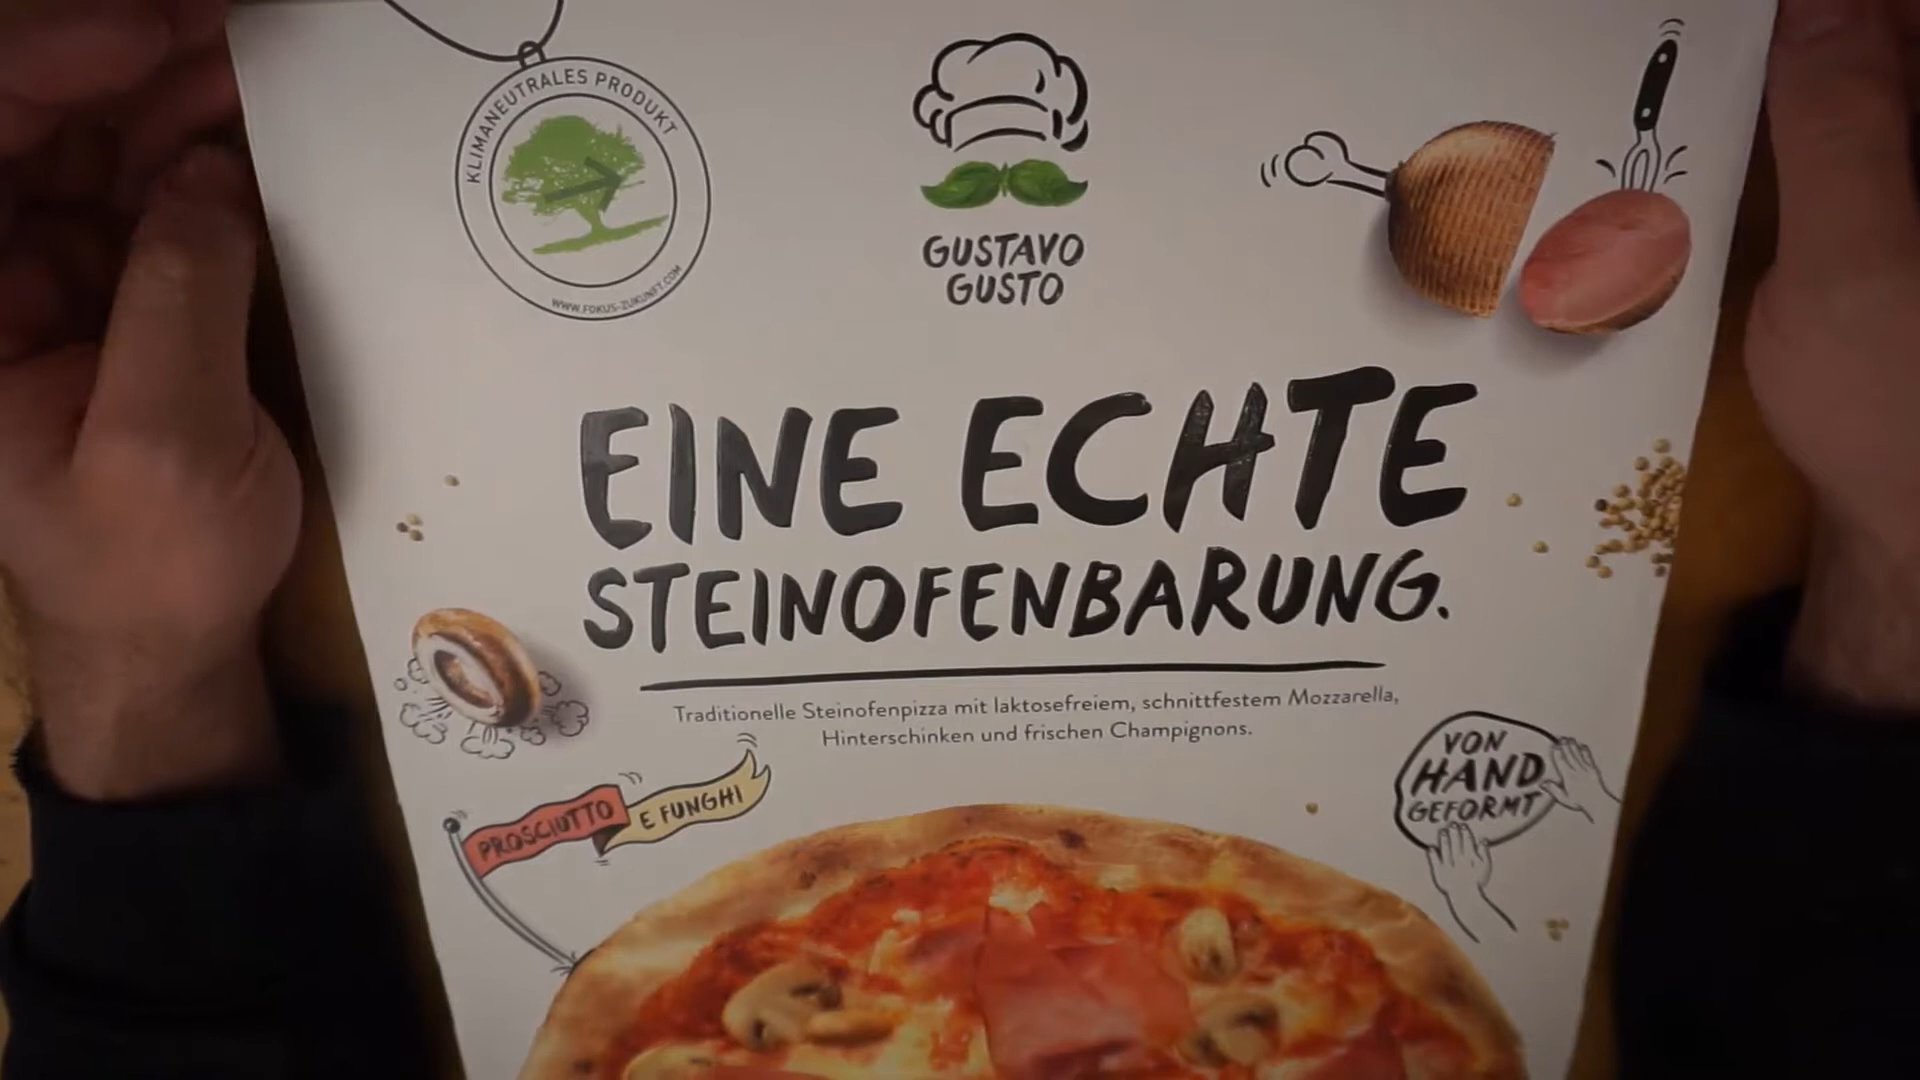 KLIMANEUTRALES PRODUKT
WWW.FOKUS-ZUKUNFT.COM
GUSTAVO
GUSTO
EINE ECHTE
STEINOFENBARUNG.
Traditionelle Steinofenpizza mit laktosefreiem, schnittfestem Mozzarella,
Hinterschinken und frischen Champignons.
PROSCIUTTO E FUNGHI
VON
HAND
GEFORMT